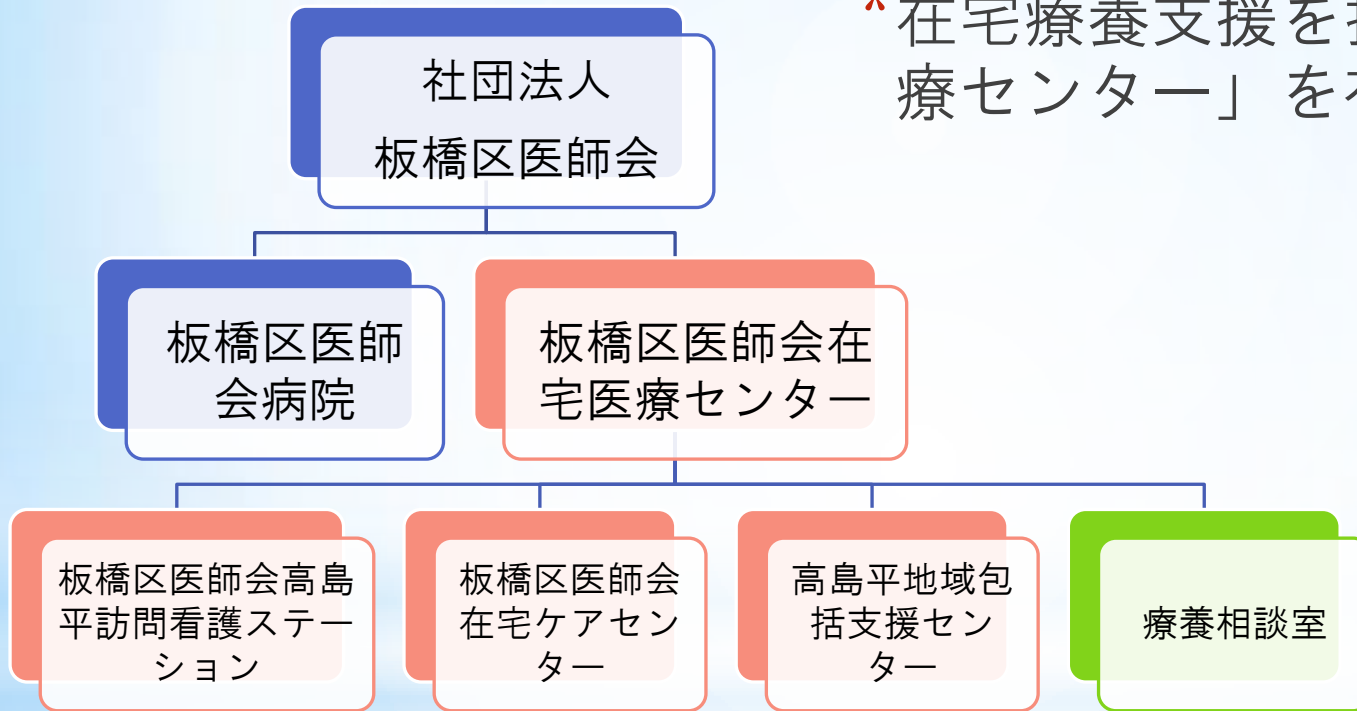 *在宅療養支援を
療センター」を
社団法人
板橋区医師会
板橋区医師
会病院
板橋区医師会在
宅医療センター
板橋区医師会高島
平訪問看護ステー
ション
板橋区医師会
在宅ケアセン
ター
高島平地域包
括支援セン
ター
療養相談室